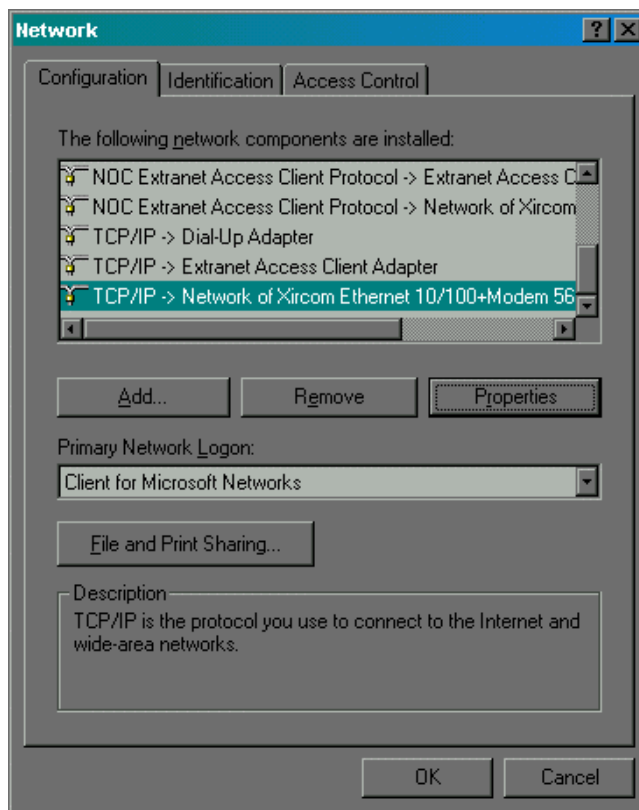 Network
Configuration Identification Access Control
The following network components are installed:
NOC Extranet Access Client Protocol -> Extranet Access C
NOC Extranet Access Client Protocol -> Network of Xircom
TCP/IP -> Dial-Up Adapter
TCP/IP -> Extranet Access Client Adapter
TCP/IP -> Network of Xircom Ethernet 10/100+Modem 56
Add... Remove Properties
Primary Network Logon:
Client for Microsoft Networks
File and Print Sharing...
Description
TCP/IP is the protocol you use to connect to the Internet and
wide-area networks.
OK Cancel